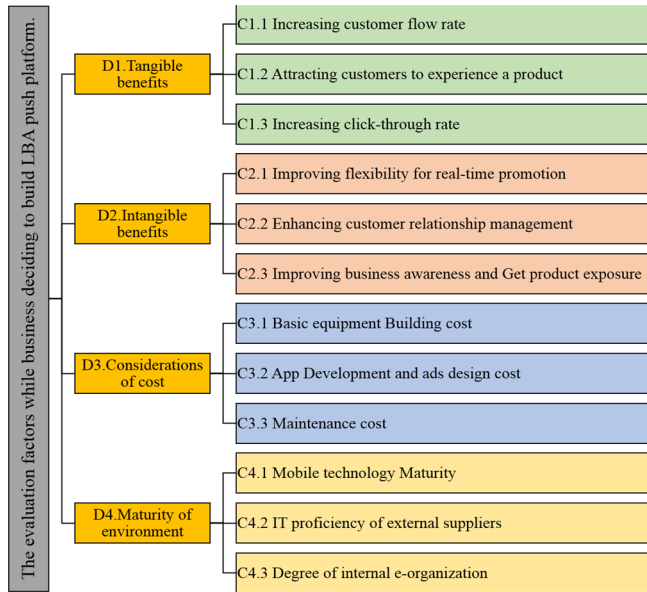 The evaluation factors while business deciding to build LBA push platform.
D1.Tangible
benefits
C1.1 Increasing customer flow rate
C1.2 Attracting customers to experience a product
C1.3 Increasing click-through rate
D2.Intangible
benefits
C2.1 Improving flexibility for real-time promotion
C2.2 Enhancing customer relationship management
C2.3 Improving business awareness and Get product exposure
D3.Considerations
of cost
C3.1 Basic equipment Building cost
C3.2 App Development and ads design cost
C3.3 Maintenance cost
D4.Maturity of
environment
C4.1 Mobile technology Maturity
C4.2 IT proficiency of external suppliers
C4.3 Degree of internal e-organization